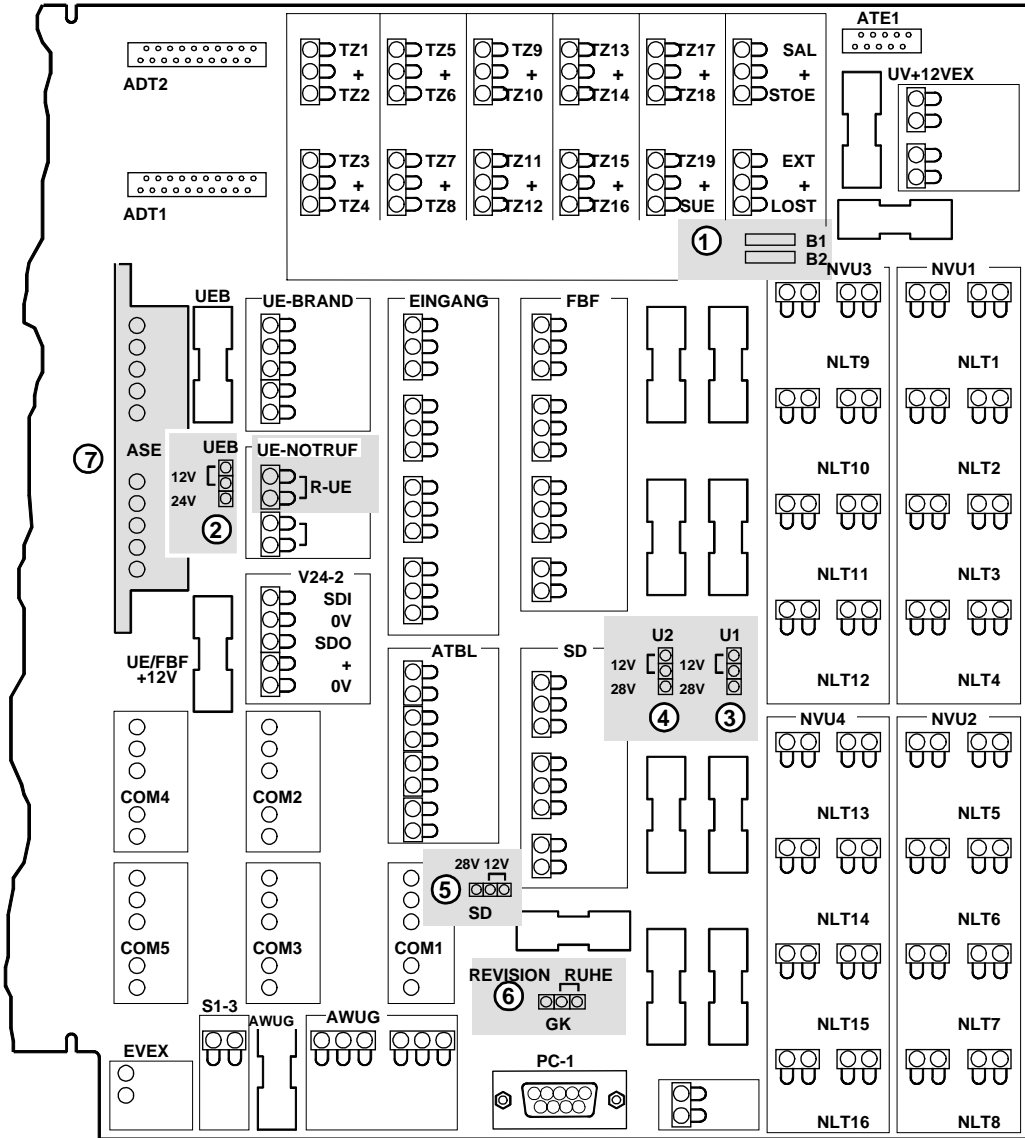 ATE1
ADT2
TZ1 TZ5 TZ9 TZ13 TZ17 SAL
+ + + + + +
TZ2 TZ6 TZ10 TZ14 TZ18 STOE
UV+12VEX
ADT1
TZ3 TZ7 TZ11 TZ15 TZ19 EXT
+ + + + + +
TZ4 TZ8 TZ12 TZ16 SUE LOST
1 B1
B2
NVU3 NVU1
UEB UE-BRAND EINGANG FBF
NLT9 NLT1
7 ASE UEB UE-NOTRUF
12V
24V
2
R-UE
NLT10 NLT2
NLT11 NLT3
V24-2
SDI
0V
SDO
+
0V
UE/FBF
+12V
ATBL SD
U2 U1
12V 12V
28V 28V
4 3
NLT12 NLT4
NVU4 NVU2
COM4 COM2
NLT13 NLT5
28V 12V
5
SD
NLT14 NLT6
COM5 COM3 COM1
REVISION RUHE
6
GK
S1-3 AWUG AWUG
NLT15 NLT7
EVEX
PC-1
NLT16 NLT8